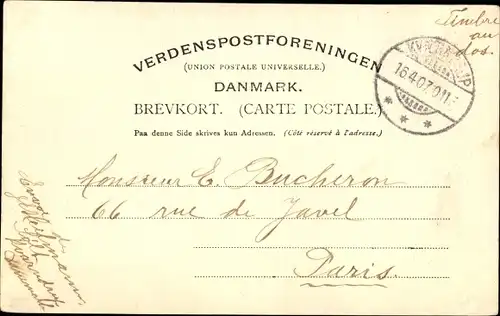 Timbre
au
dos.
VERDENSPOSTFORENINGEN
(UNION POSTALE UNIVERSELLE.)
DANMARK.
BREVKORT. (CARTE POSTALE.)
Paa denne Side skrives kun Adressen. (Côté réservé à l'adresse.)
16.4.07.
Monsieur E. Bucheron
66 rue de Javel
Paris.